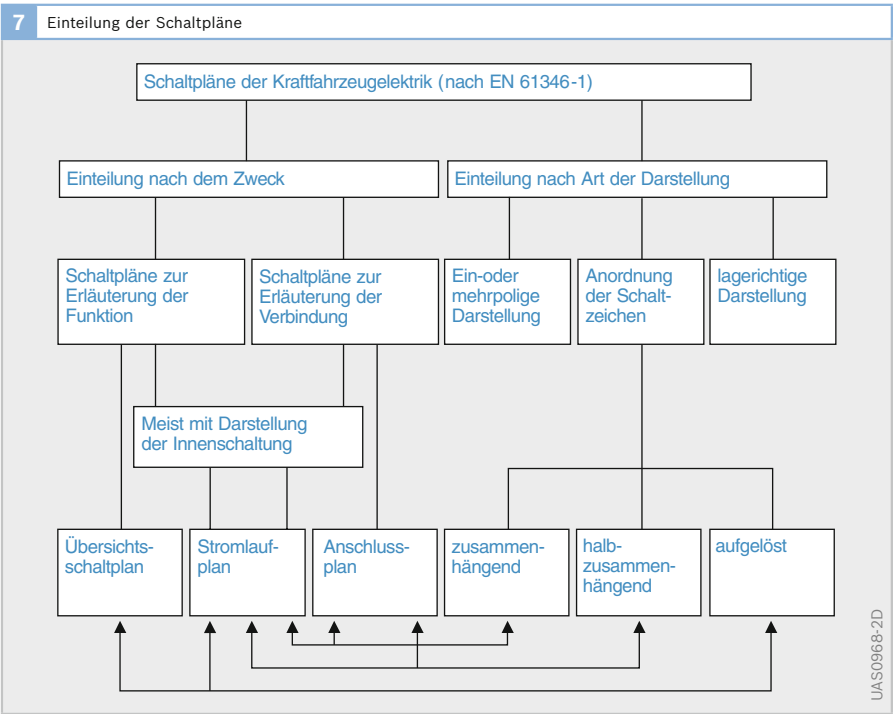 7 Einteilung der Schaltpläne
Schaltpläne der Kraftfahrzeugelektrik (nach EN 61346-1)
Einteilung nach dem Zweck
Einteilung nach Art der Darstellung
Schaltpläne zur
Erläuterung der
Funktion
Schaltpläne zur
Erläuterung der
Verbindung
Ein-oder
mehrpolige
Darstellung
Anordnung
der Schalt-
zeichen
lagerichtige
Darstellung
Meist mit Darstellung
der Innenschaltung
Übersichts-
schaltplan
Stromlauf-
plan
Anschluss-
plan
zusammen-
hängend
halb-
zusammen-
hängend
aufgelöst
UAS0968-2D